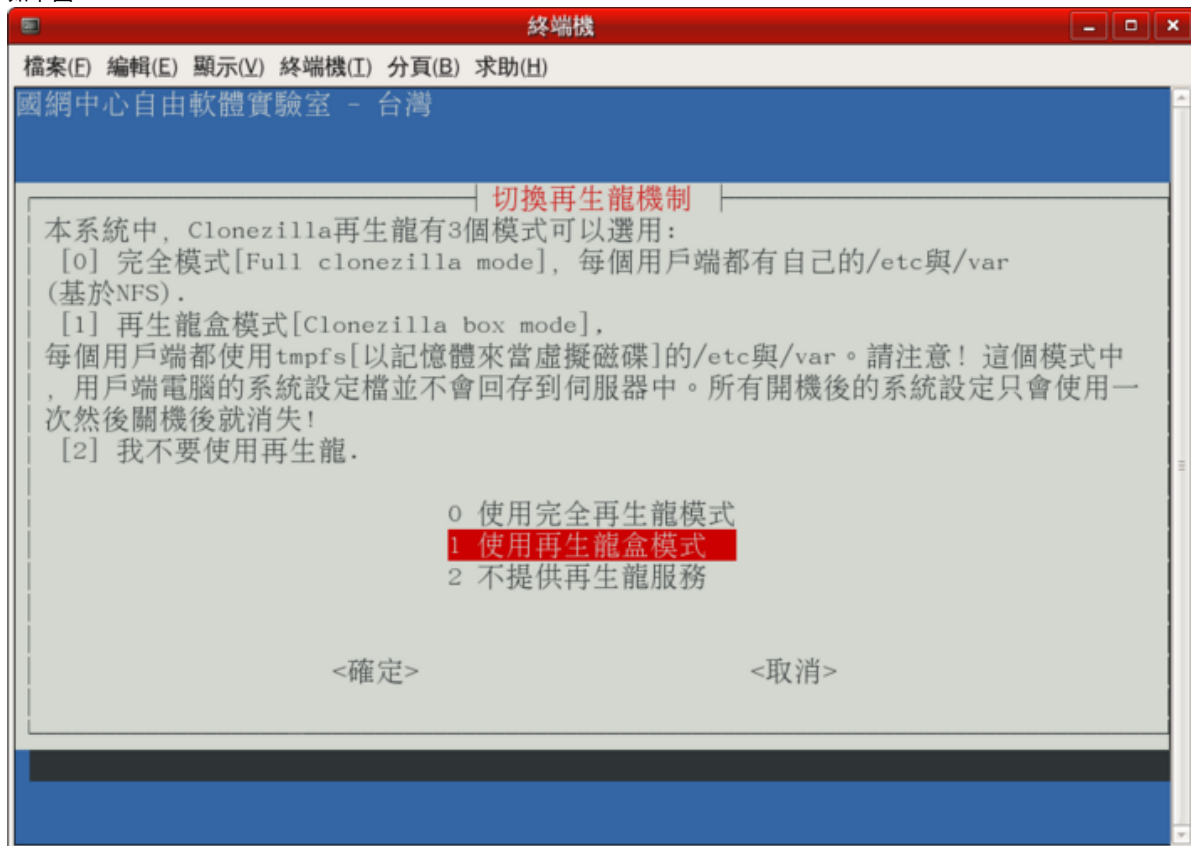 終端機
檔案(F) 編輯(E) 顯示(V) 終端機(T) 分頁(B) 求助(H)
國網中心自由軟體實驗室 - 台灣
切換再生龍機制
本系統中, Clonezilla再生龍有3個模式可以選用:
[0] 完全模式[Full clonezilla mode], 每個用戶端都有自己的/etc與/var
(基於NFS).
[1] 再生龍盒模式[Clonezilla box mode],
每個用戶端都使用tmpfs[以記憶體來當虛擬磁碟]的/etc與/var。請注意! 這個模式中
, 用戶端電腦的系統設定檔並不會回存到伺服器中。所有開機後的系統設定只會使用一
次然後關機後就消失!
[2] 我不要使用再生龍.
0 使用完全再生龍模式
1 使用再生龍盒模式
2 不提供再生龍服務
<確定> <取消>